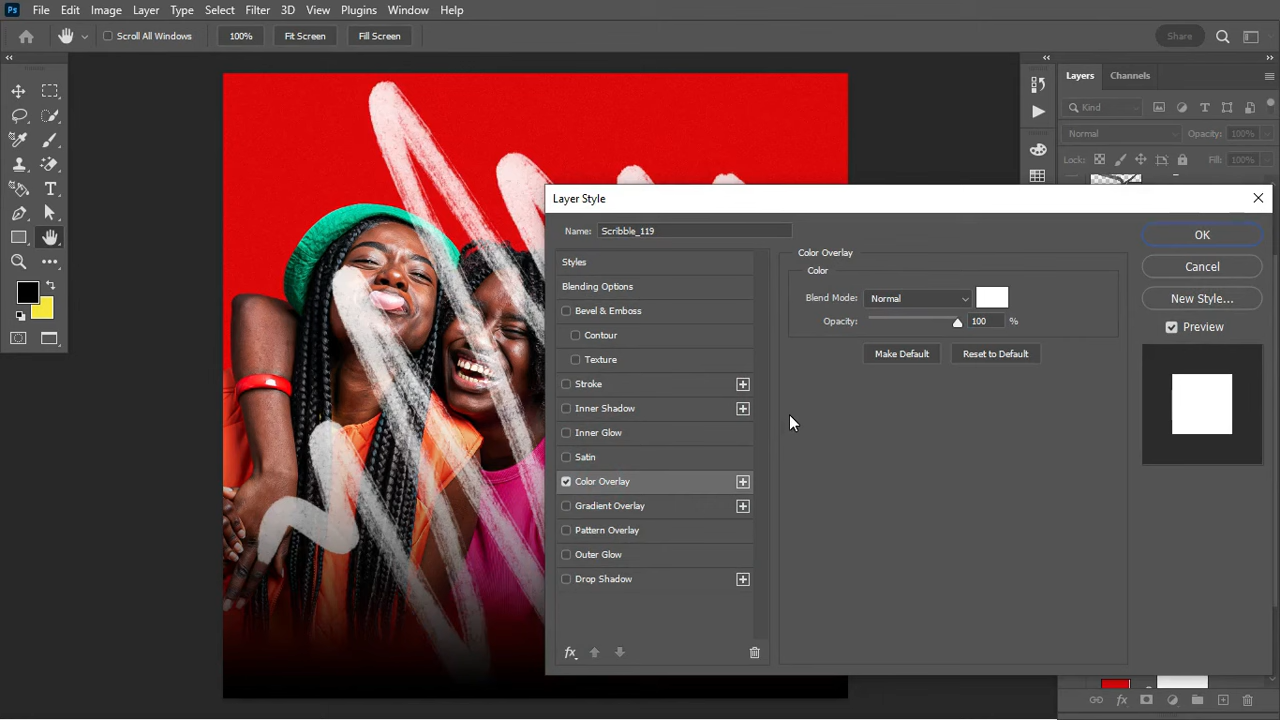 Ps File Edit Image Layer Type Select Filter 3D View Plugins Window Help
Scroll All Windows 100% Fit Screen Fill Screen Share
Layers Channels
Kind
Normal Opacity: 100%
Lock: Fill: 100%
Layer Style
Name: Scribble_119
Styles
Blending Options
Bevel & Emboss
Contour
Texture
Stroke
Inner Shadow
Inner Glow
Satin
Color Overlay
Gradient Overlay
Pattern Overlay
Outer Glow
Drop Shadow
fx
Color Overlay
Color
Blend Mode: Normal
Opacity: 100 %
Make Default Reset to Default
OK
Cancel
New Style...
Preview
fx